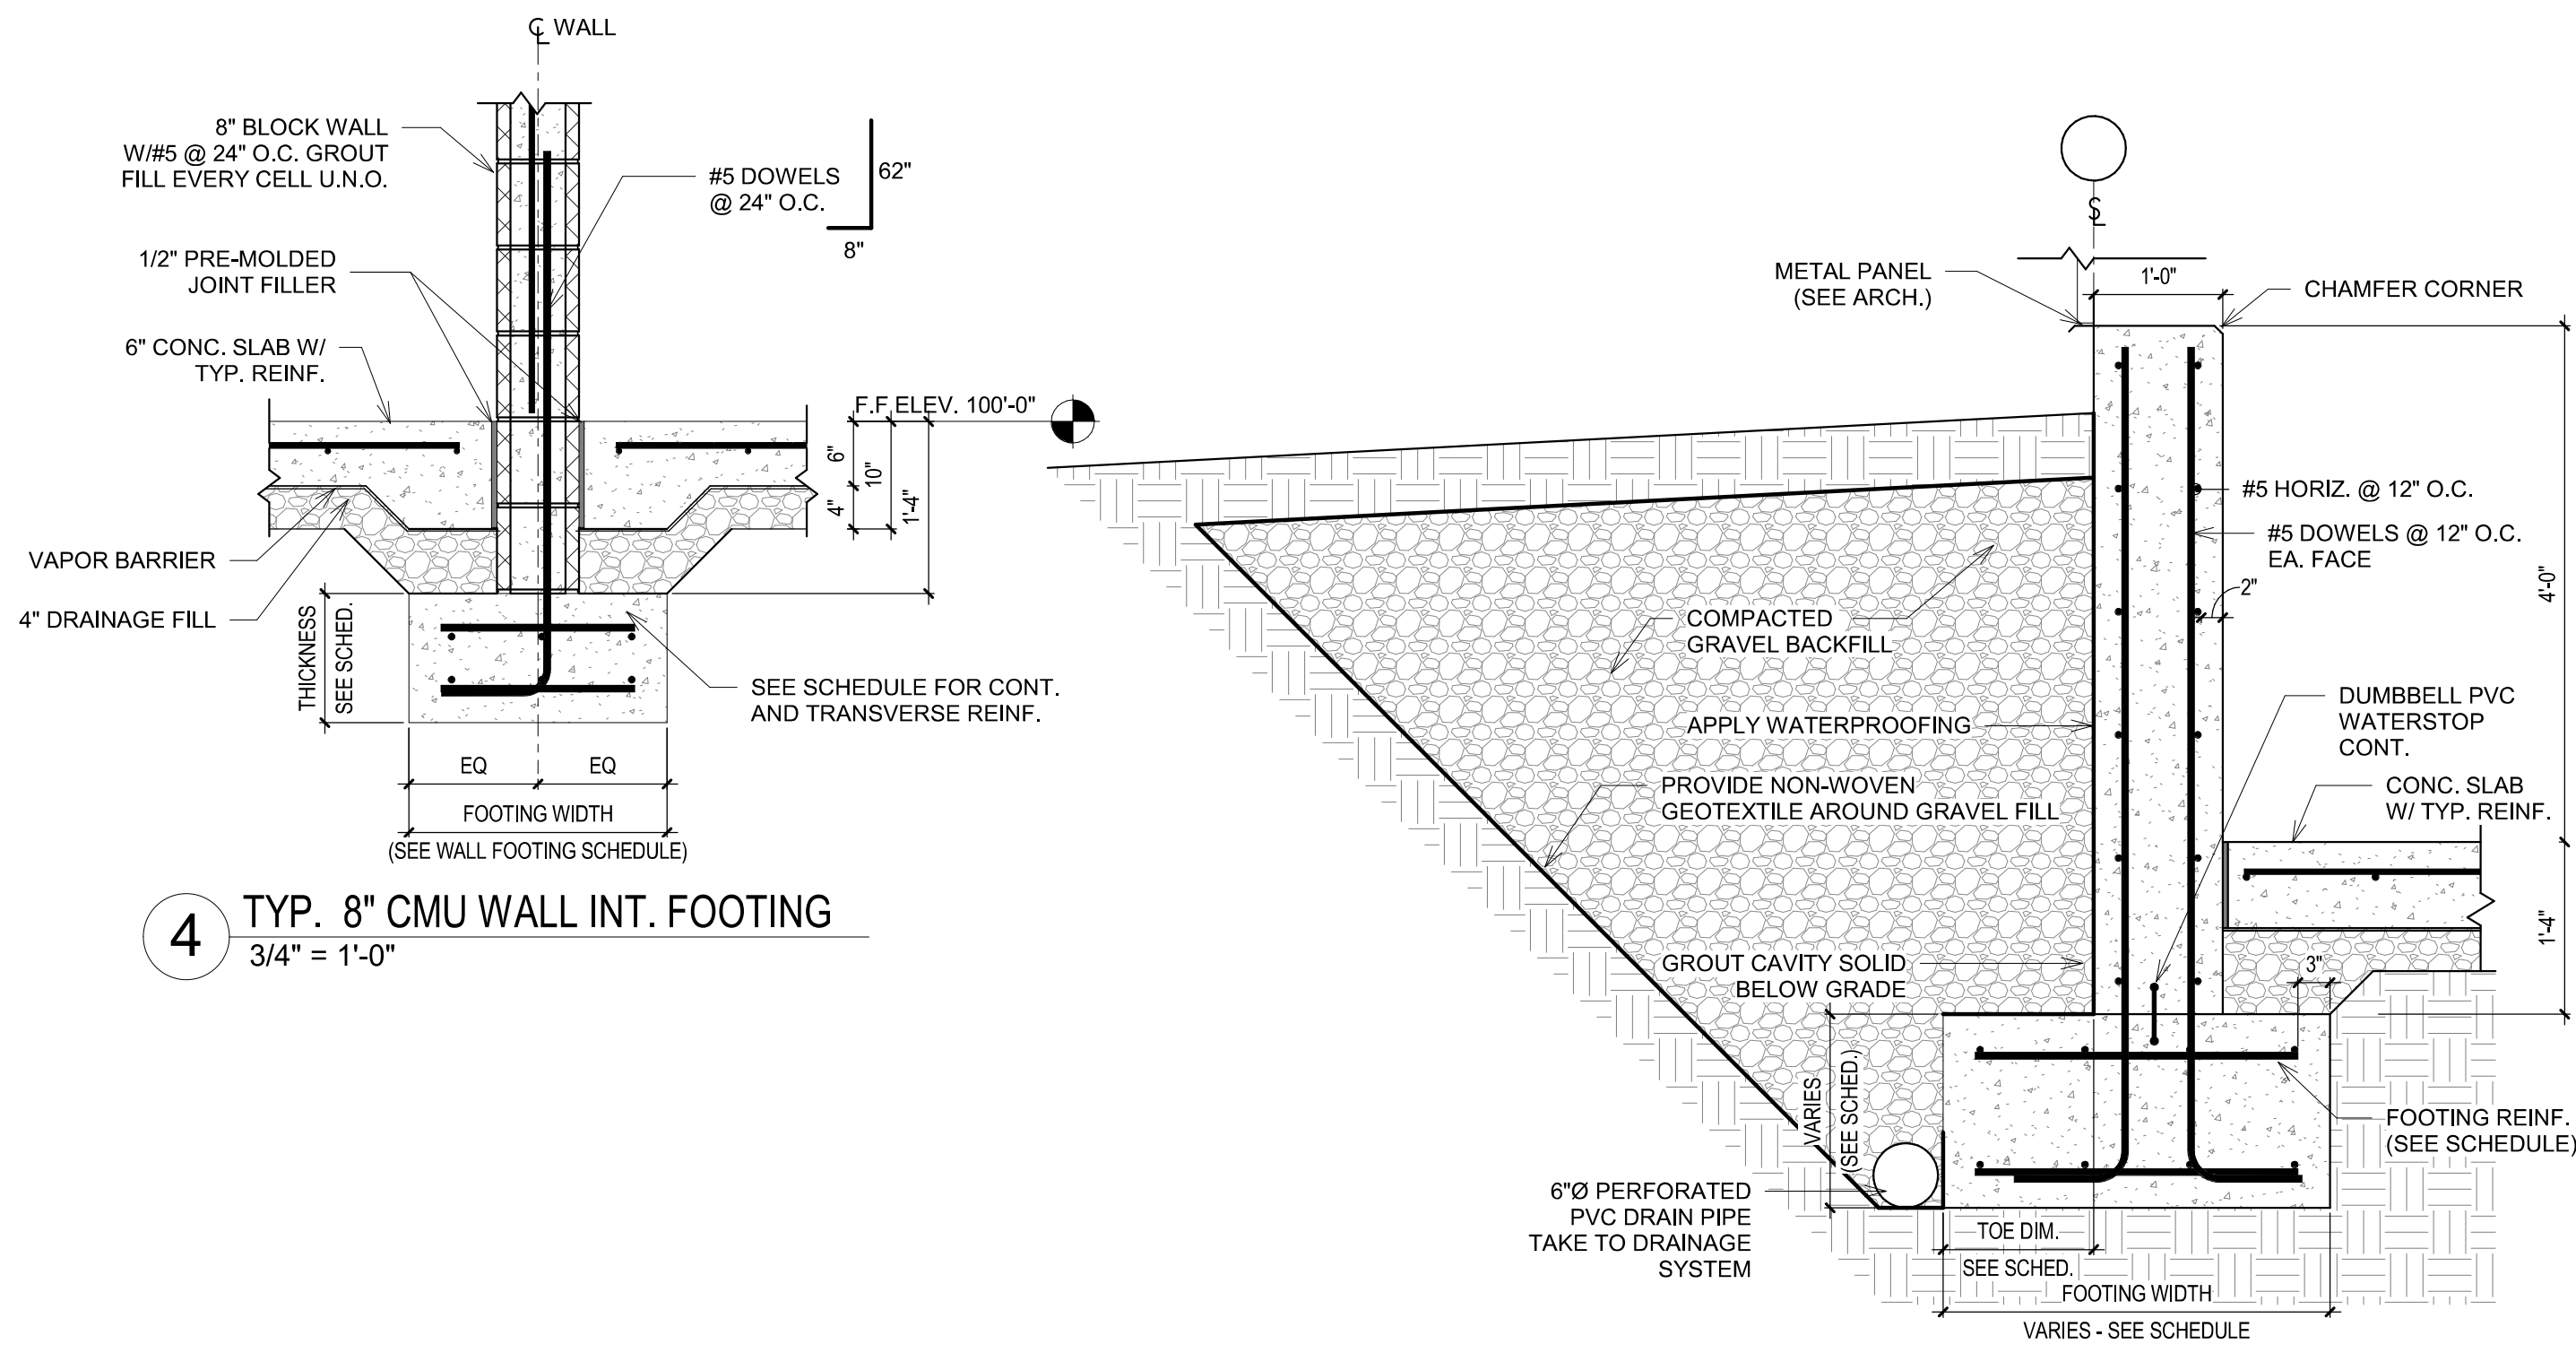 ℄ WALL
8" BLOCK WALL
W/#5 @ 24" O.C. GROUT
FILL EVERY CELL U.N.O.
#5 DOWELS
@ 24" O.C.
62"
8"
1/2" PRE-MOLDED
JOINT FILLER
6" CONC. SLAB W/
TYP. REINF.
F.F ELEV. 100'-0"
6"
4"
10"
1'-4"
VAPOR BARRIER
4" DRAINAGE FILL
THICKNESS
SEE SCHED.
SEE SCHEDULE FOR CONT.
AND TRANSVERSE REINF.
EQ
EQ
FOOTING WIDTH
(SEE WALL FOOTING SCHEDULE)
4
TYP. 8" CMU WALL INT. FOOTING
3/4" = 1'-0"
METAL PANEL
(SEE ARCH.)
1'-0"
CHAMFER CORNER
#5 HORIZ. @ 12" O.C.
#5 DOWELS @ 12" O.C.
EA. FACE
2"
4'-0"
COMPACTED
GRAVEL BACKFILL
APPLY WATERPROOFING
DUMBBELL PVC
WATERSTOP
CONT.
PROVIDE NON-WOVEN
GEOTEXTILE AROUND GRAVEL FILL
CONC. SLAB
W/ TYP. REINF.
1'-4"
GROUT CAVITY SOLID
BELOW GRADE
3"
VARIES
(SEE SCHED.)
FOOTING REINF.
(SEE SCHEDULE)
6"Ø PERFORATED
PVC DRAIN PIPE
TAKE TO DRAINAGE
SYSTEM
TOE DIM.
SEE SCHED.
FOOTING WIDTH
VARIES - SEE SCHEDULE